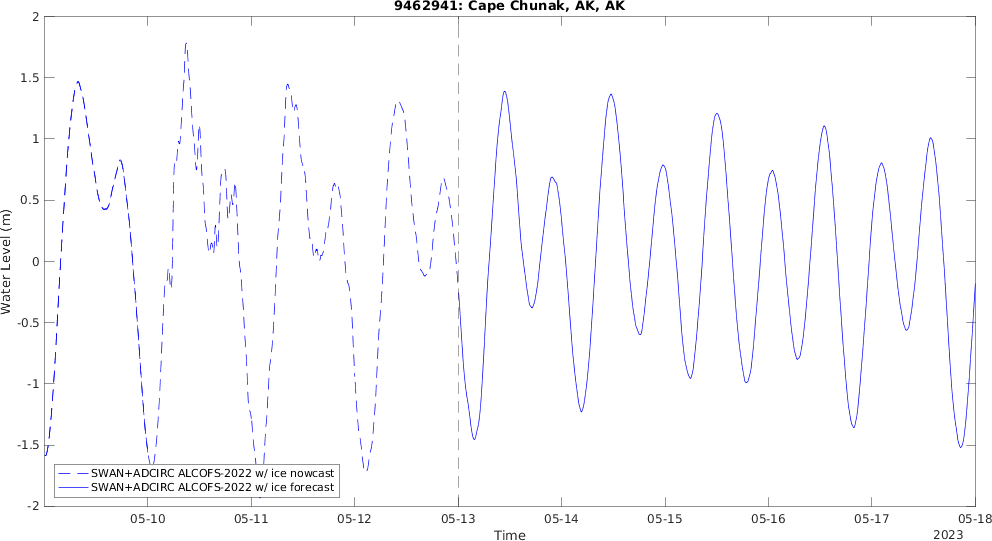 9462941: Cape Chunak, AK, AK
Water Level (m)
2
1.5
1
0.5
0
-0.5
-1
-1.5
-2
SWAN+ADCIRC ALCOFS-2022 w/ ice nowcast
SWAN+ADCIRC ALCOFS-2022 w/ ice forecast
05-10 05-11 05-12 05-13 05-14 05-15 05-16 05-17 05-18
Time
2023